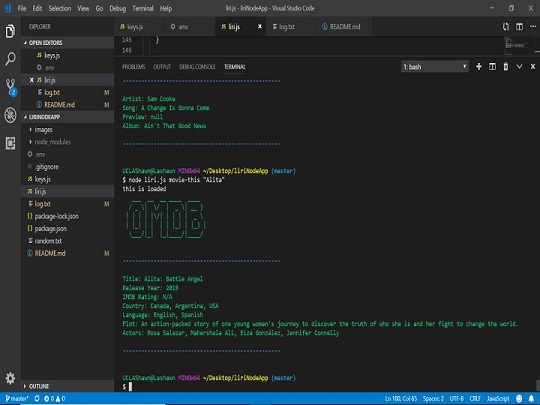 liri.js - liriNodeApp - Visual Studio Code
File Edit Selection View Go Debug Terminal Help
EXPLORER
keys.js .env liri.js × log.txt README.md
OPEN EDITORS
keys.js
.env
× liri.js
log.txt M
README.md M
LIRINODEAPP
images
node_modules
.env
.gitignore
keys.js
liri.js
log.txt M
package-lock.json
package.json
random.txt
README.md M
OUTLINE
145 }
146
PROBLEMS OUTPUT DEBUG CONSOLE TERMINAL 1: bash
--------------------------------------------------
Artist: Sam Cooke
Song: A Change Is Gonna Come
Preview: null
Album: Ain't That Good News
--------------------------------------------------
UCLAShawn@Lashawn MINGW64 ~/Desktop/liriNodeApp (master)
$ node liri.js movie-this "Alita"
this is loaded
OMDB
--------------------------------------------------
Title: Alita: Battle Angel
Release Year: 2019
IMDB Rating: N/A
Country: Canada, Argentina, USA
Language: English, Spanish
Plot: An action-packed story of one young woman's journey to discover the truth of who she is and her fight to change the world.
Actors: Rosa Salazar, Mahershala Ali, Eiza González, Jennifer Connelly
--------------------------------------------------
UCLAShawn@Lashawn MINGW64 ~/Desktop/liriNodeApp (master)
$
master* 0 0 Ln 180, Col 65 Spaces: 2 UTF-8 CRLF JavaScript